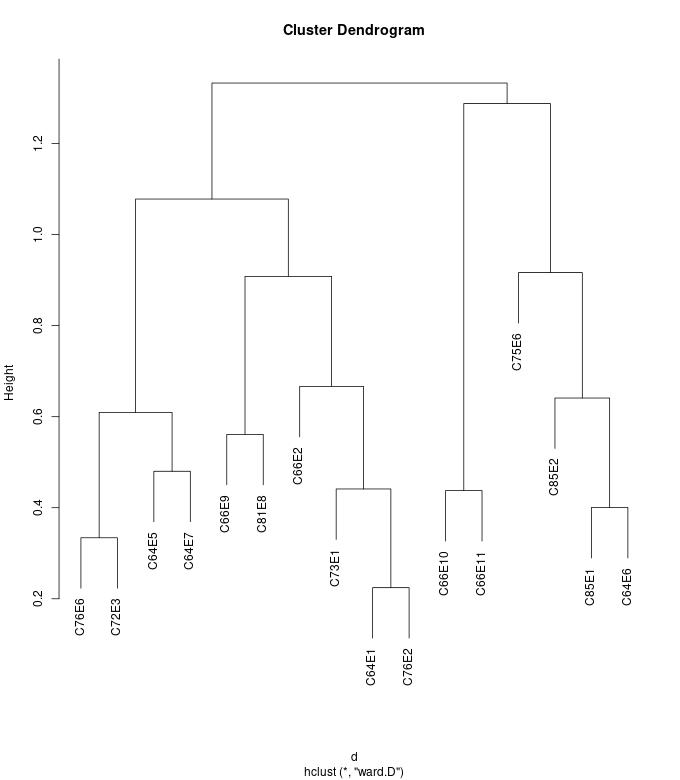 Cluster Dendrogram
Height
1.2
1.0
0.8
0.6
0.4
0.2
C76E6
C72E3
C64E5
C64E7
C66E9
C81E8
C66E2
C73E1
C64E1
C76E2
C66E10
C66E11
C75E6
C85E2
C85E1
C64E6
d
hclust (*, "ward.D")